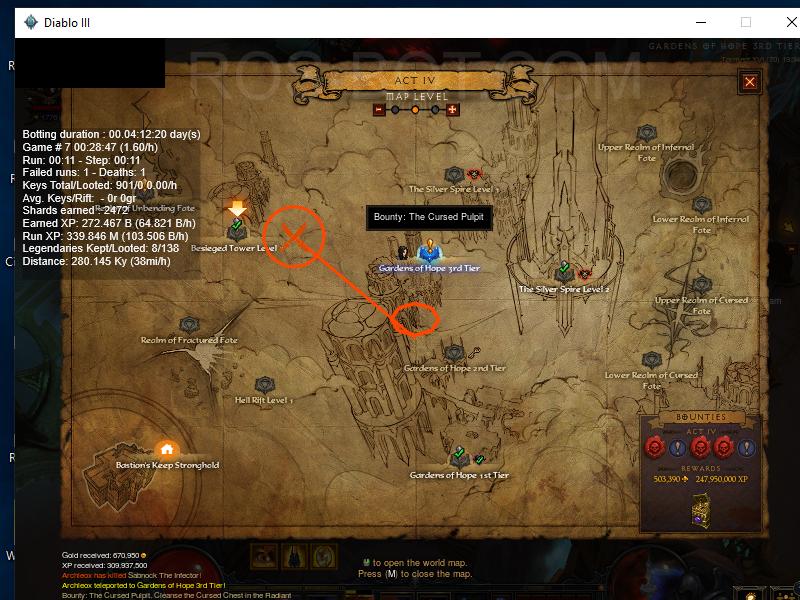 Diablo III
ROS-BOT.COM
GARDENS OF HOPE 3RD TIER
ACT IV
MAP LEVEL
Botting duration : 00.04:12:20 day(s)
Game # 7 00:28:47 (1.60/h)
Run: 00:11 - Step: 00:11
Failed runs: 1 - Deaths: 1
Keys Total/Looted: 901/0.00/h)
Avg. Keys/Rift: - 0r 0gr
Shards earned : 2472
Earned XP: 272.467 B (64.821 B/h)
Run XP: 339.846 M (103.506 B/h)
Legendaries Kept/Looted: 8/138
Distance: 280.145 Ky (38mi/h)
Besieged Tower Level
The Silver Spire Level 1
Bounty: The Cursed Pulpit
Gardens of Hope 3rd Tier
The Silver Spire Level 2
Upper Realm of Infernal
Fate
Lower Realm of Infernal
Fate
Upper Realm of Cursed
Fate
Lower Realm of Cursed
Fate
Realm of Fractured Fate
Gardens of Hope 2nd Tier
Hell Rift Level 1
Bastion's Keep Stronghold
Gardens of Hope 1st Tier
BOUNTIES
ACT IV
REWARDS
503,390 247,950,000 XP
Gold received: 670,950
XP received: 309,937,500
Archleox has killed Sabnock The Infector!
Archleox teleported to Gardens of Hope 3rd Tier!
Bounty: The Cursed Pulpit, Cleanse the Cursed Chest in the Radiant
to open the world map.
Press (M) to close the map.